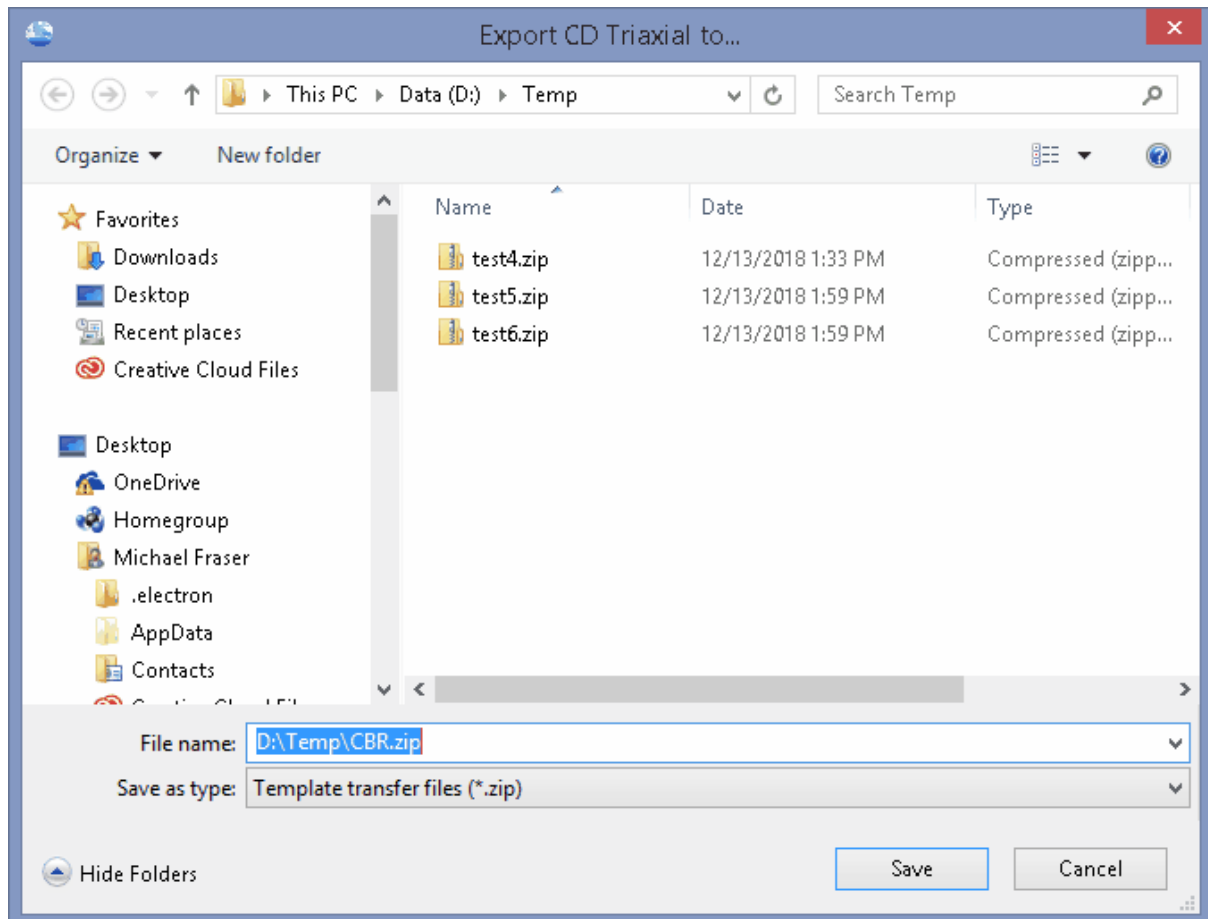 Export CD Triaxial to...
This PC Data (D:) Temp
Search Temp
Organize New folder
Favorites
Downloads
Desktop
Recent places
Creative Cloud Files
Desktop
OneDrive
Homegroup
Michael Fraser
.electron
AppData
Contacts
Name Date Type
test4.zip 12/13/2018 1:33 PM Compressed (zipp...
test5.zip 12/13/2018 1:59 PM Compressed (zipp...
test6.zip 12/13/2018 1:59 PM Compressed (zipp...
File name: D:\Temp\CBR.zip
Save as type: Template transfer files (*.zip)
Hide Folders
Save Cancel